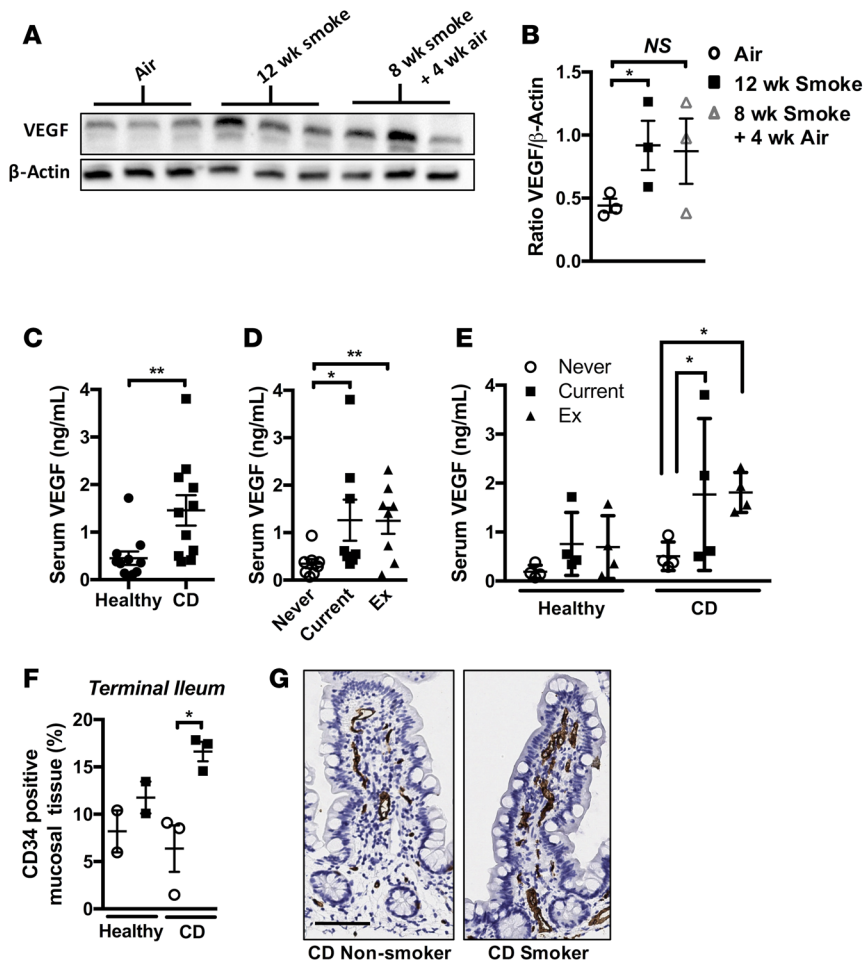 A
Air
12 wk smoke
8 wk smoke
+ 4 wk air
VEGF
β-Actin
B
NS
*
Ratio VEGF/β-Actin
1.5
1.0
0.5
0.0
Air
12 wk Smoke
8 wk Smoke
+ 4 wk Air
C
**
Serum VEGF (ng/mL)
4
3
2
1
0
Healthy
CD
D
**
*
Serum VEGF (ng/mL)
4
3
2
1
0
Never
Current
Ex
E
Never
Current
Ex
*
*
Serum VEGF (ng/mL)
4
3
2
1
0
Healthy
CD
F
Terminal Ileum
*
CD34 positive
mucosal tissue (%)
20
15
10
5
0
Healthy
CD
G
CD Non-smoker
CD Smoker